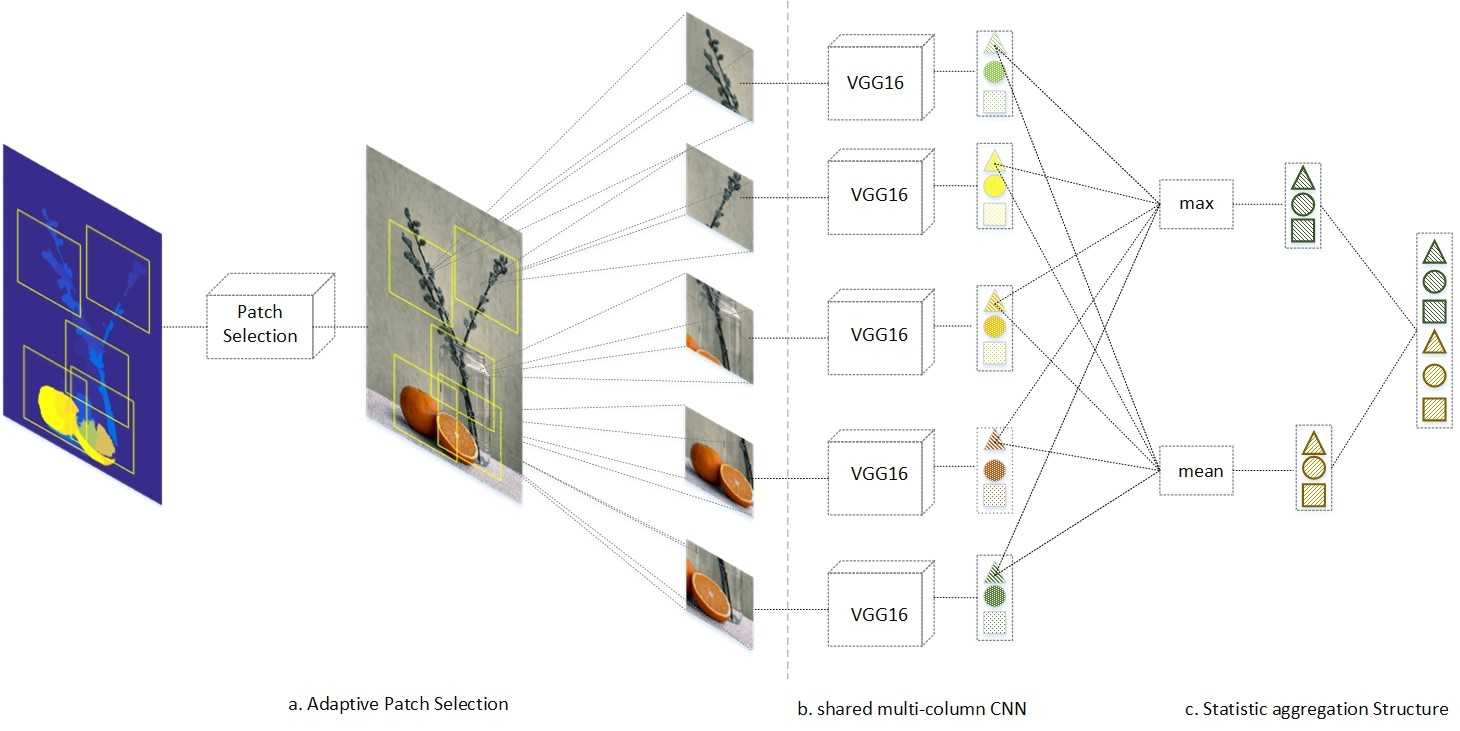 VGG16
VGG16
max
Patch
Selection
VGG16
VGG16
mean
VGG16
a. Adaptive Patch Selection
b. shared multi-column CNN
c. Statistic aggregation Structure